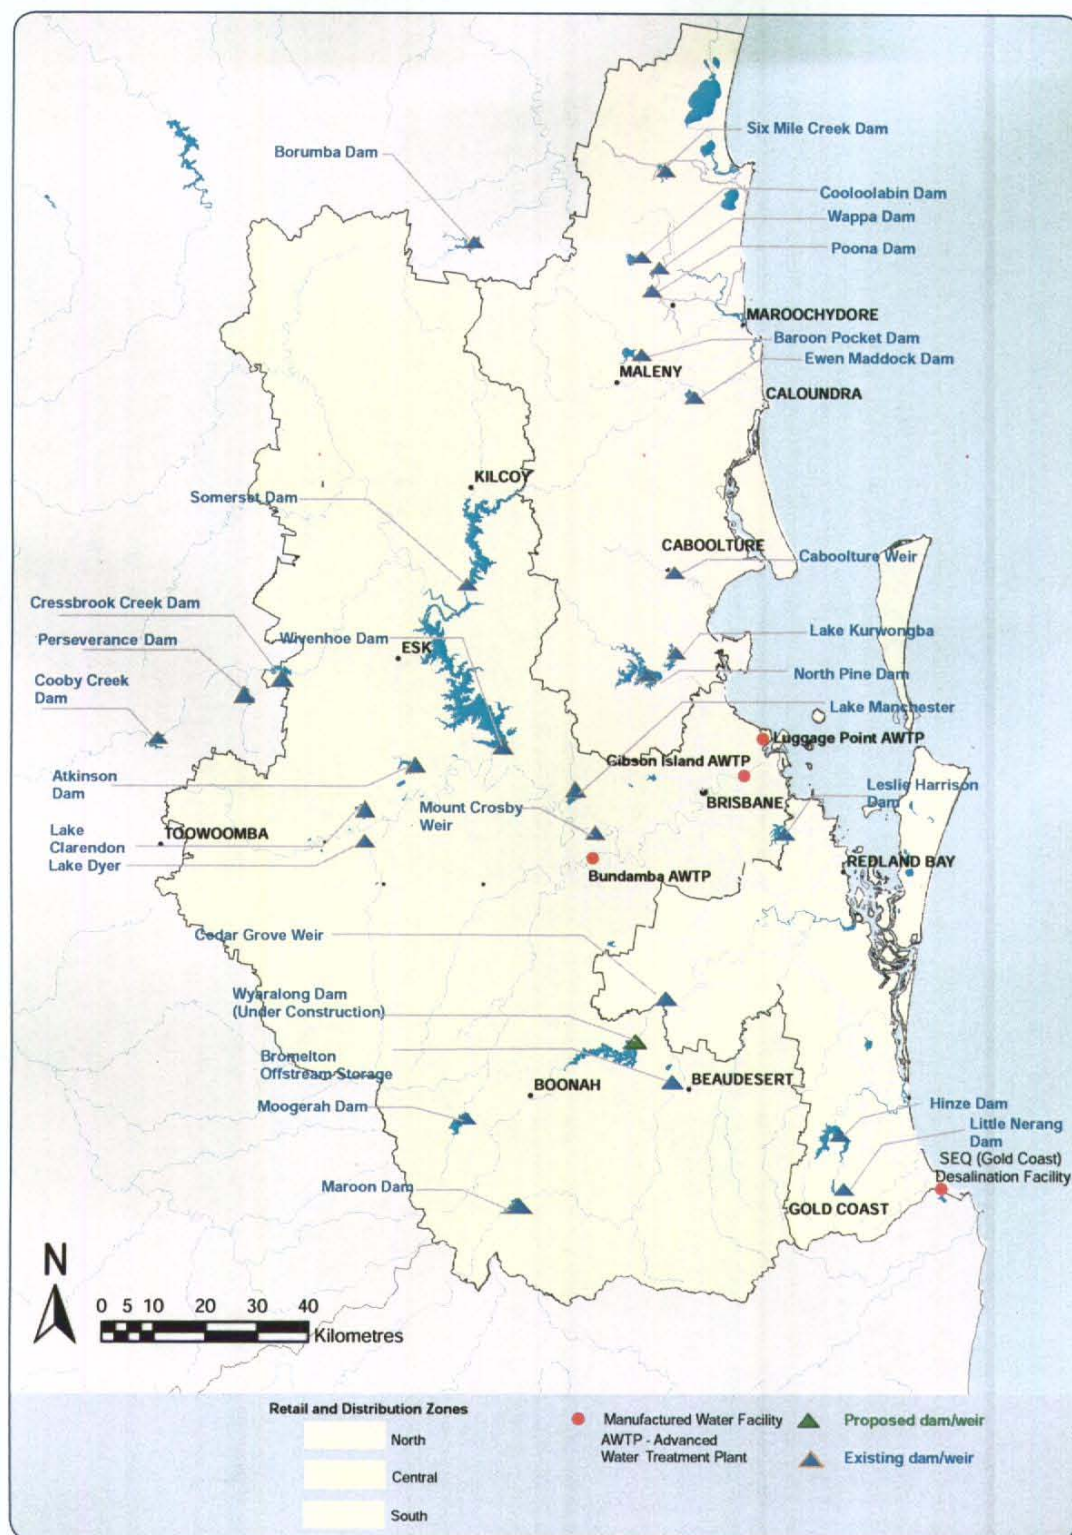 Six Mile Creek Dam
Borumba Dam
Cooloolabin Dam
Wappa Dam
Poona Dam
MAROOCHYDORE
Baroon Pocket Dam
Ewen Maddock Dam
MALENY
CALOUNDRA
KILCOY
Somerset Dam
CABOOLTURE
Caboolture Weir
Cressbrook Creek Dam
Perseverance Dam
Wivenhoe Dam
ESK
Lake Kurwongba
Cooby Creek
Dam
North Pine Dam
Lake Manchester
Luggage Point AWTP
Gibson Island AWTP
Atkinson
Dam
Leslie Harrison
Dam
Mount Crosby
Weir
BRISBANE
Lake
Clarendon
TOOWOOMBA
Lake Dyer
REDLAND BAY
Bundamba AWTP
Cedar Grove Weir
Wyaralong Dam
(Under Construction)
Bromelton
Offstream Storage
BOONAH
BEAUDESERT
Moogerah Dam
Hinze Dam
Little Nerang
Dam
SEQ (Gold Coast)
Desalination Facility
Maroon Dam
GOLD COAST
N
0 5 10 20 30 40
Kilometres
Retail and Distribution Zones
North
Central
South
Manufactured Water Facility
AWTP - Advanced
Water Treatment Plant
Proposed dam/weir
Existing dam/weir